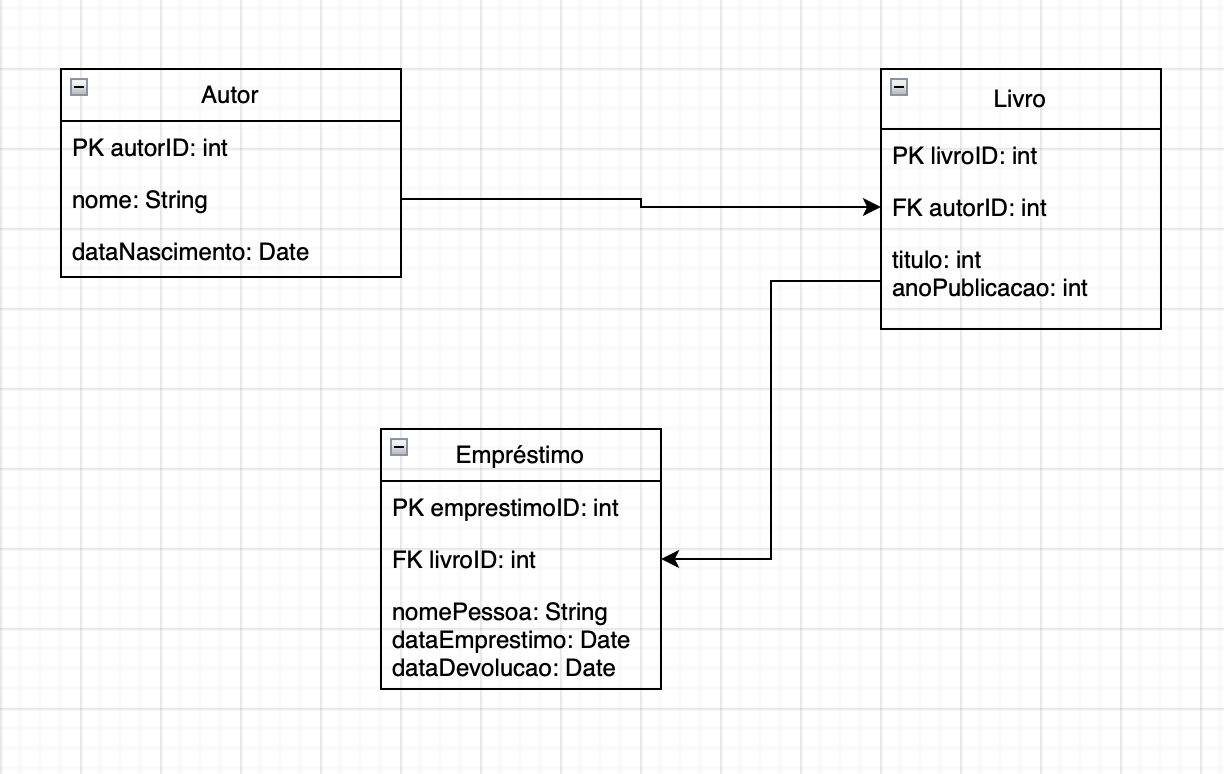 Autor
PK autorID: int
nome: String
dataNascimento: Date
Livro
PK livroID: int
FK autorID: int
titulo: int
anoPublicacao: int
Empréstimo
PK emprestimoID: int
FK livroID: int
nomePessoa: String
dataEmprestimo: Date
dataDevolucao: Date